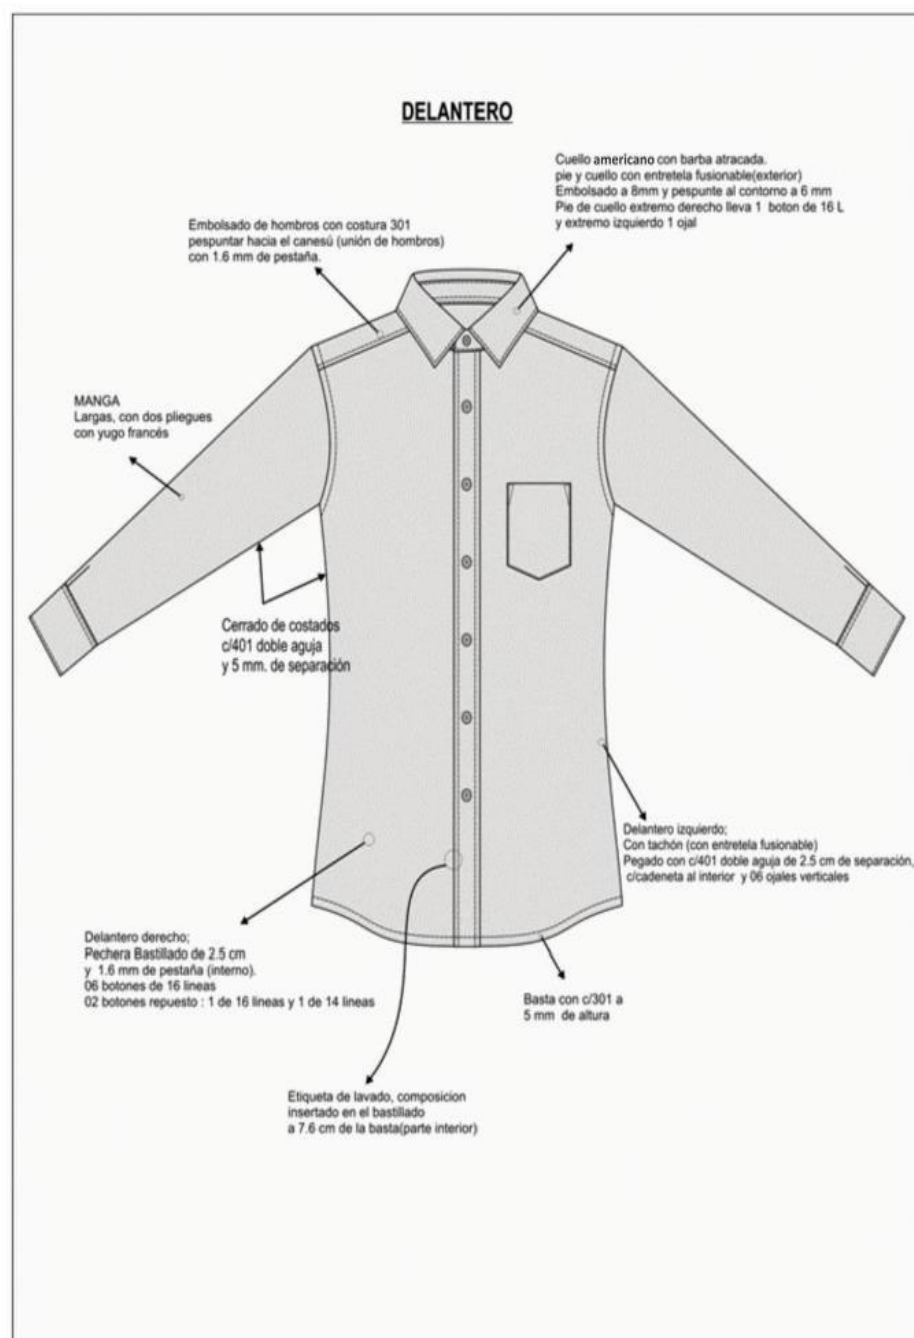 DELANTERO
Cuello americano con barba atracada.
pie y cuello con entretela fusionable(exterior)
Embolsado a 8mm y pespunte al contorno a 6 mm
Pie de cuello extremo derecho lleva 1 boton de 16 L
y extremo izquierdo 1 ojal
Embolsado de hombros con costura 301
pespuntar hacia el canesú (unión de hombros)
con 1.6 mm de pestaña.
MANGA
Largas, con dos pliegues
con yugo francés
Cerrado de costados
c/401 doble aguja
y 5 mm. de separación
Delantero izquierdo;
Con tachón (con entretela fusionable)
Pegado con c/401 doble aguja de 2.5 cm de separación,
c/cadeneta al interior y 06 ojales verticales
Delantero derecho;
Pechera Bastillado de 2.5 cm
y 1.6 mm de pestaña (interno).
06 botones de 16 lineas
02 botones repuesto : 1 de 16 lineas y 1 de 14 lineas
Basta con c/301 a
5 mm de altura
Etiqueta de lavado, composicion
insertado en el bastillado
a 7.6 cm de la basta(parte interior)